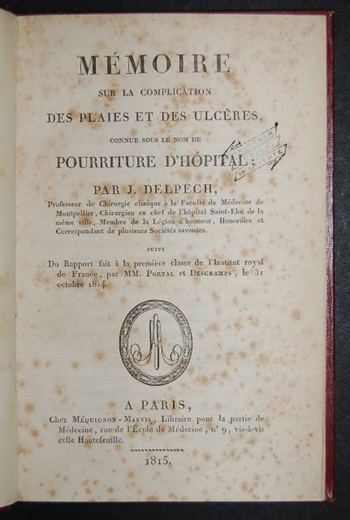 MÉMOIRE
SUR LA COMPLICATION
DES PLAIES ET DES ULCÈRES,
CONNUE SOUS LE NOM DE
POURRITURE D'HÔPITAL;
PAR J. DELPECH,
Professeur de Chirurgie clinique à la Faculté de Médecine de
Montpellier, Chirurgien en chef de l'hôpital Saint-Eloi de la
même ville, Membre de la Légion d'honneur, Honoraire et
Correspondant de plusieurs Sociétés savantes.
SUIVI
Du Rapport fait à la première classe de l'Institut royal
de France, par MM. PORTAL et DESCHAMPS, le 31
octobre 1814.
A PARIS,
Chez MÉQUIGNON-MARVIS, Libraire pour la partie de
Médecine, rue de l'École de Médecine, n° 9, vis-à-vis
celle Hautefeuille.
1815.